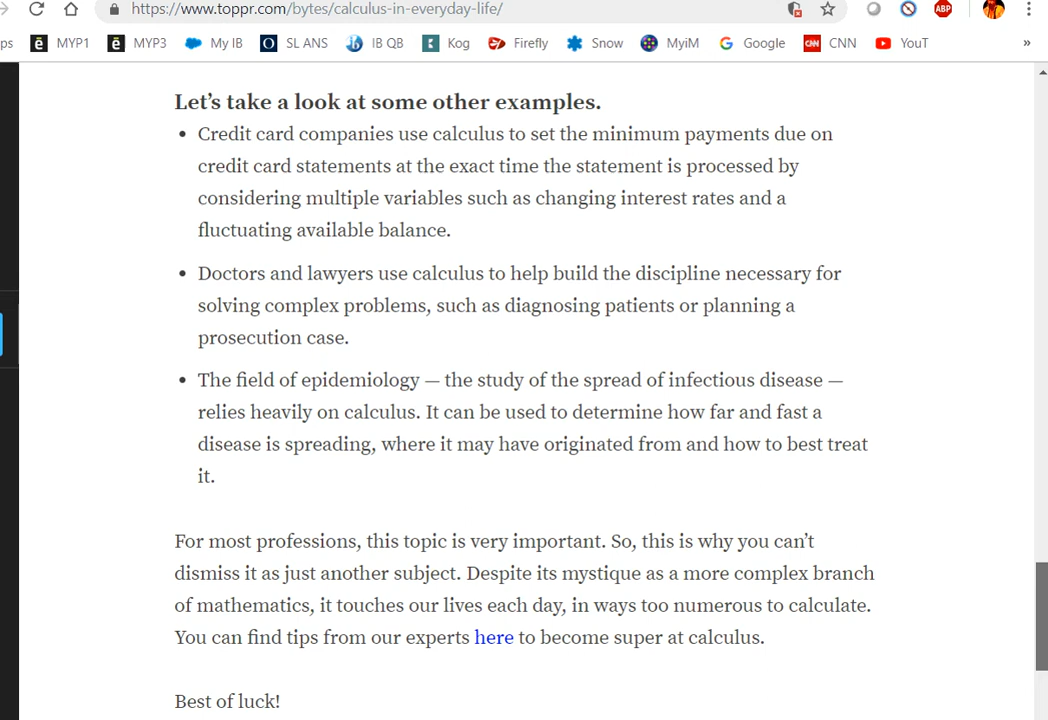 https://www.toppr.com/bytes/calculus-in-everyday-life/
ABP
ps ē MYP1 ē MYP3 My IB O SL ANS IB QB K Kog Firefly Snow MyiM G Google CNN CNN YouT »
Let’s take a look at some other examples.
• Credit card companies use calculus to set the minimum payments due on
credit card statements at the exact time the statement is processed by
considering multiple variables such as changing interest rates and a
fluctuating available balance.
• Doctors and lawyers use calculus to help build the discipline necessary for
solving complex problems, such as diagnosing patients or planning a
prosecution case.
• The field of epidemiology — the study of the spread of infectious disease —
relies heavily on calculus. It can be used to determine how far and fast a
disease is spreading, where it may have originated from and how to best treat
it.
For most professions, this topic is very important. So, this is why you can’t
dismiss it as just another subject. Despite its mystique as a more complex branch
of mathematics, it touches our lives each day, in ways too numerous to calculate.
You can find tips from our experts here to become super at calculus.
Best of luck!